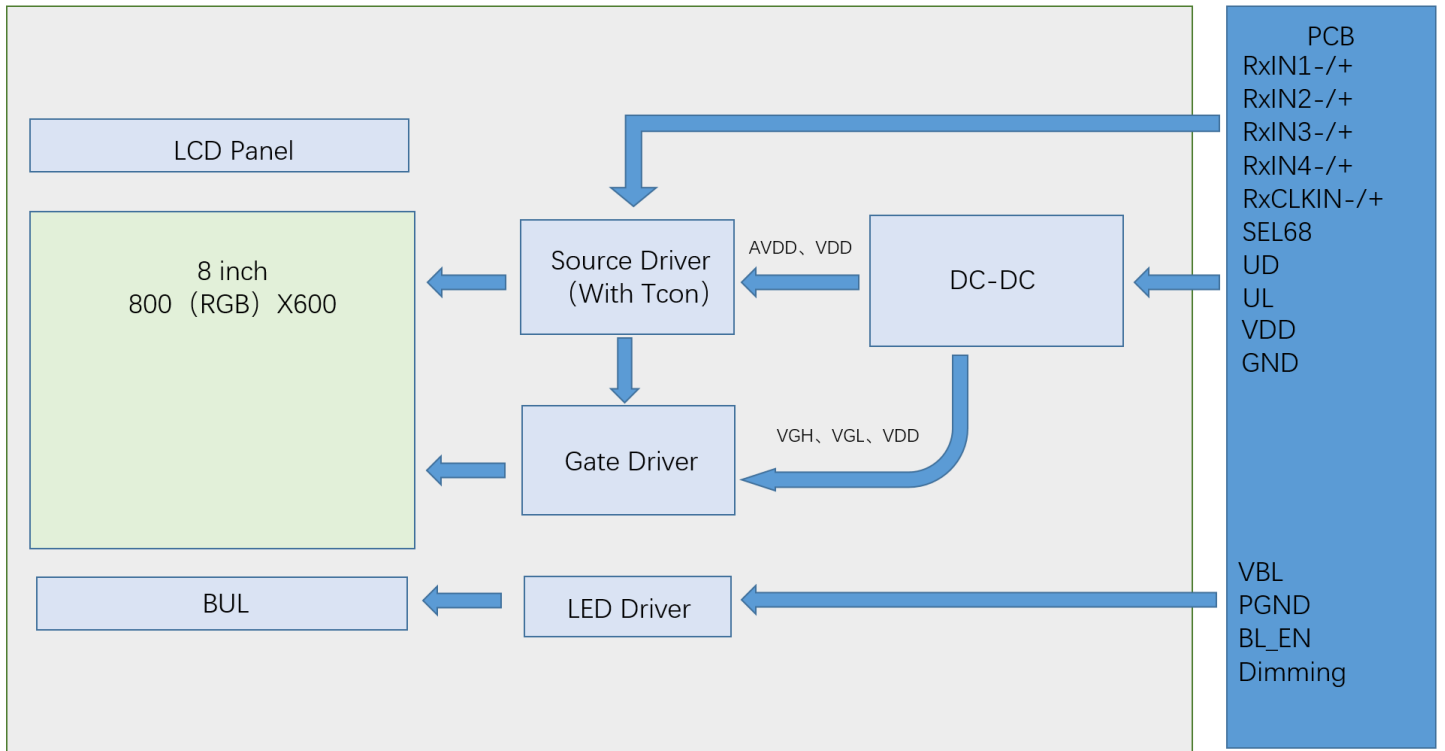 LCD Panel
8 inch
800（RGB）X600
BUL
Source Driver
（With Tcon）
Gate Driver
LED Driver
AVDD、VDD
DC-DC
VGH、VGL、VDD
PCB
RxIN1-/+
RxIN2-/+
RxIN3-/+
RxIN4-/+
RxCLKIN-/+
SEL68
UD
UL
VDD
GND
VBL
PGND
BL_EN
Dimming